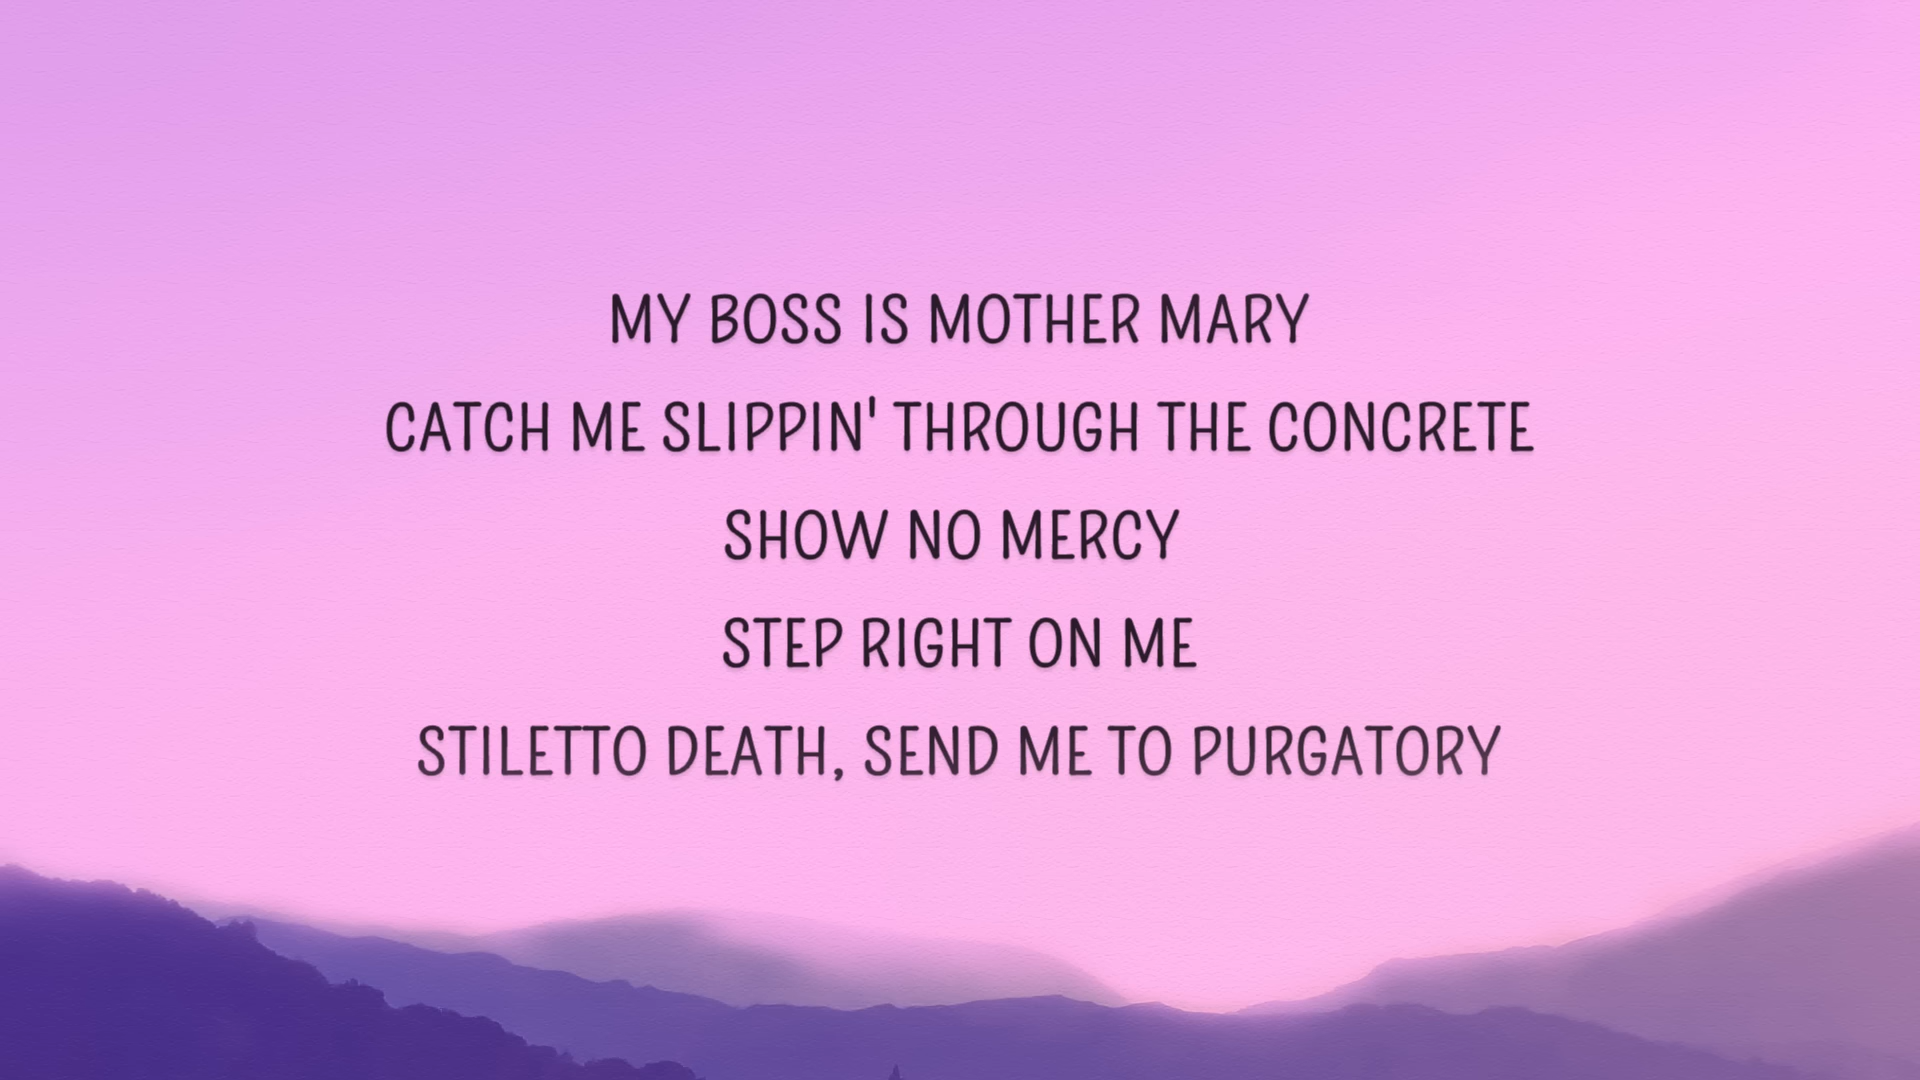 MY BOSS IS MOTHER MARY
CATCH ME SLIPPIN' THROUGH THE CONCRETE
SHOW NO MERCY
STEP RIGHT ON ME
STILETTO DEATH, SEND ME TO PURGATORY